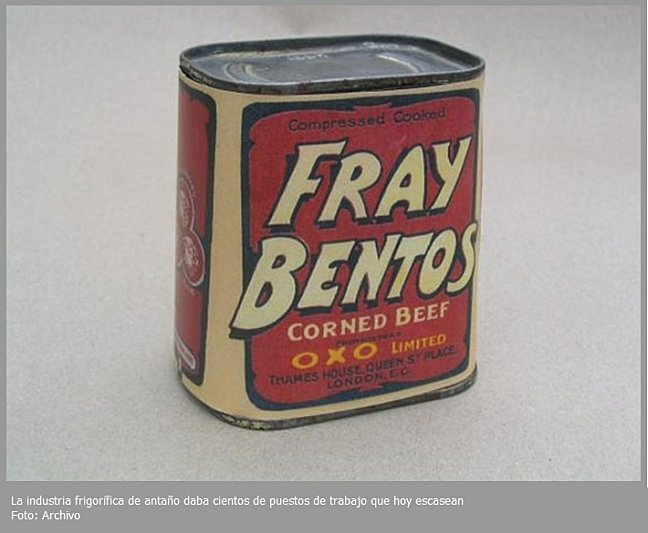 Compressed Cooked
FRAY
BENTOS
CORNED BEEF
PROPRIETORS
OXO LIMITED
THAMES HOUSE, QUEEN ST PLACE,
LONDON, E.C.
La industria frigorífica de antaño daba cientos de puestos de trabajo que hoy escasean
Foto: Archivo